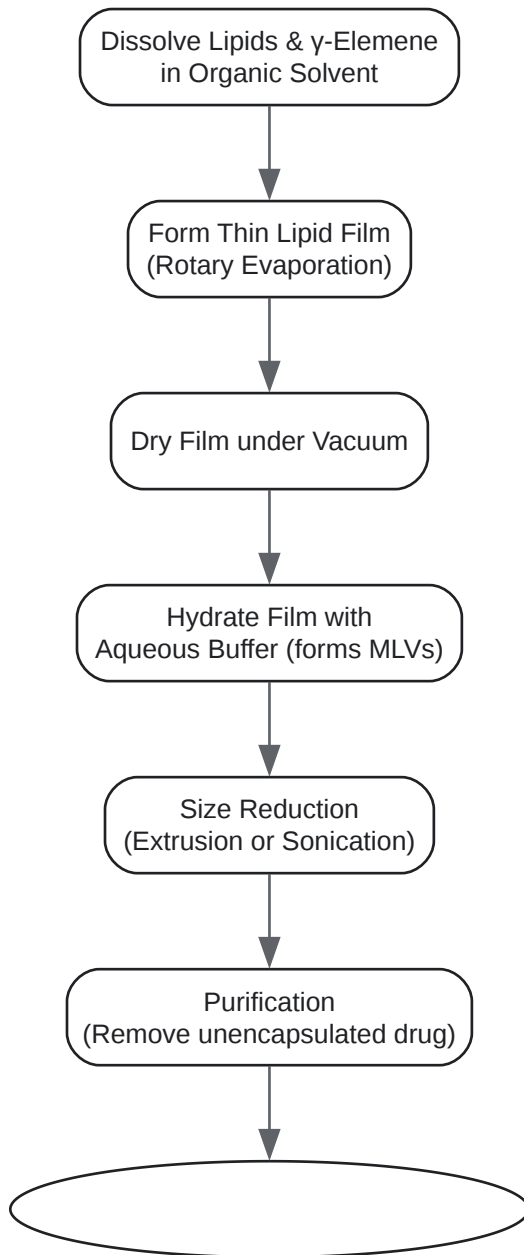 Dissolve Lipids & γ-Elemene
in Organic Solvent
Form Thin Lipid Film
(Rotary Evaporation)
Dry Film under Vacuum
Hydrate Film with
Aqueous Buffer (forms MLVs)
Size Reduction
(Extrusion or Sonication)
Purification
(Remove unencapsulated drug)